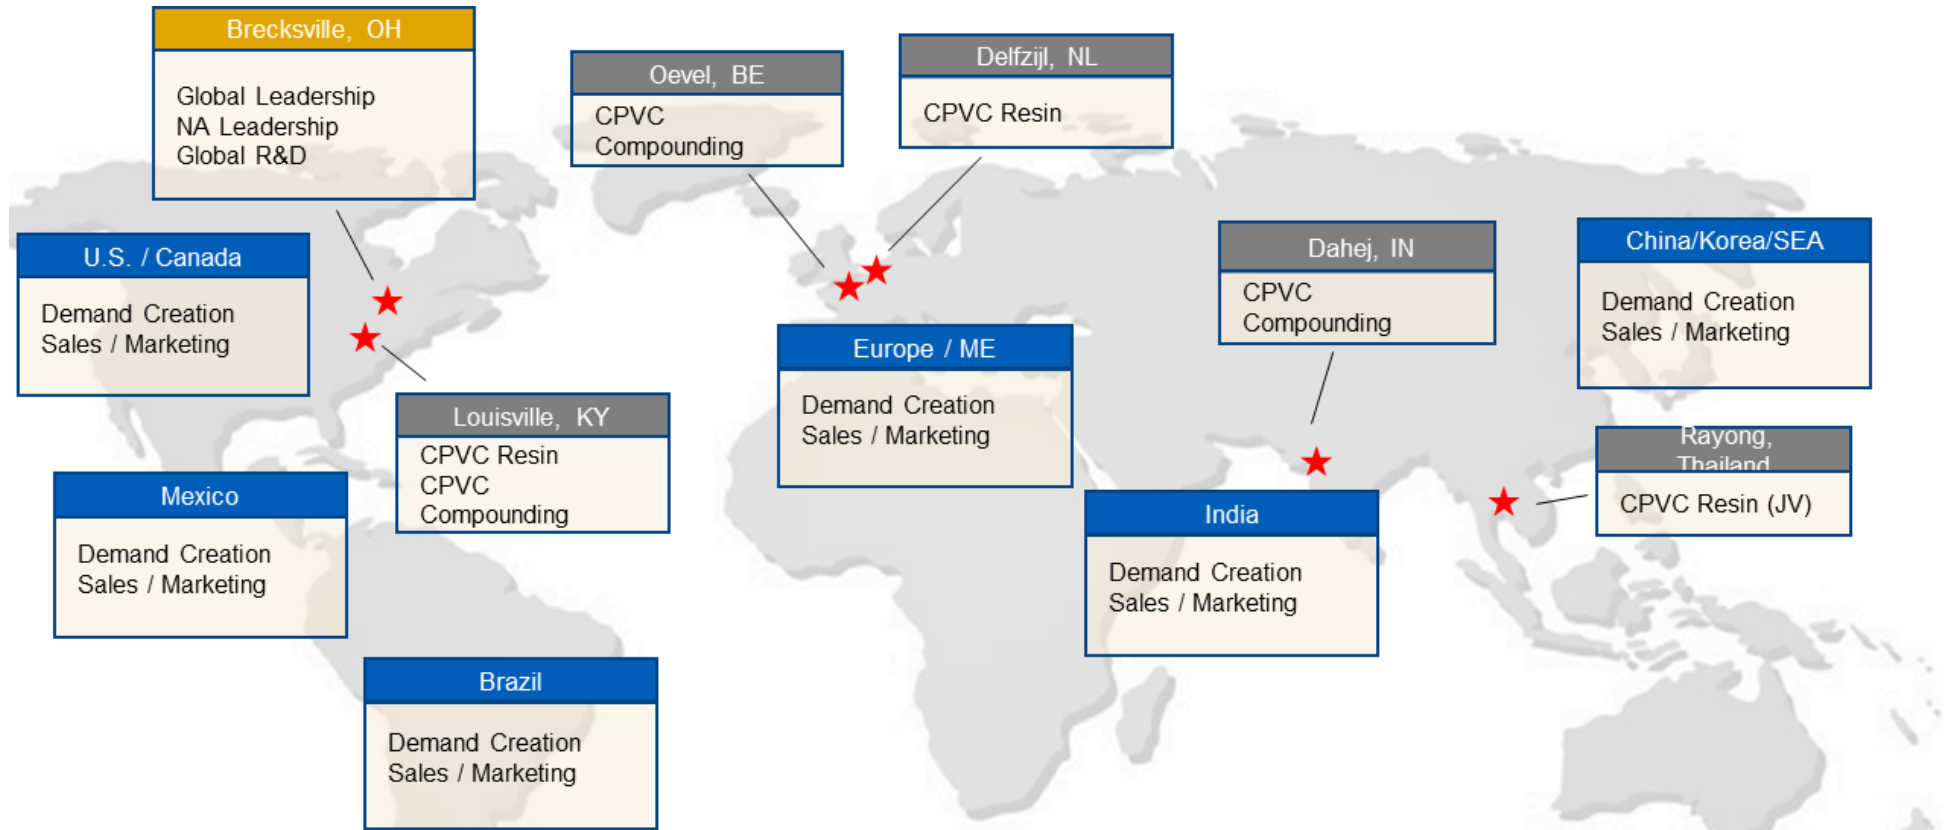 Brecksville, OH
Global Leadership
NA Leadership
Global R&D
Oevel, BE
CPVC
Compounding
Delfzijl, NL
CPVC Resin
U.S. / Canada
Demand Creation
Sales / Marketing
Dahej, IN
CPVC
Compounding
China/Korea/SEA
Demand Creation
Sales / Marketing
Europe / ME
Demand Creation
Sales / Marketing
Louisville, KY
CPVC Resin
CPVC
Compounding
Rayong,
Thailand
CPVC Resin (JV)
Mexico
Demand Creation
Sales / Marketing
India
Demand Creation
Sales / Marketing
Brazil
Demand Creation
Sales / Marketing